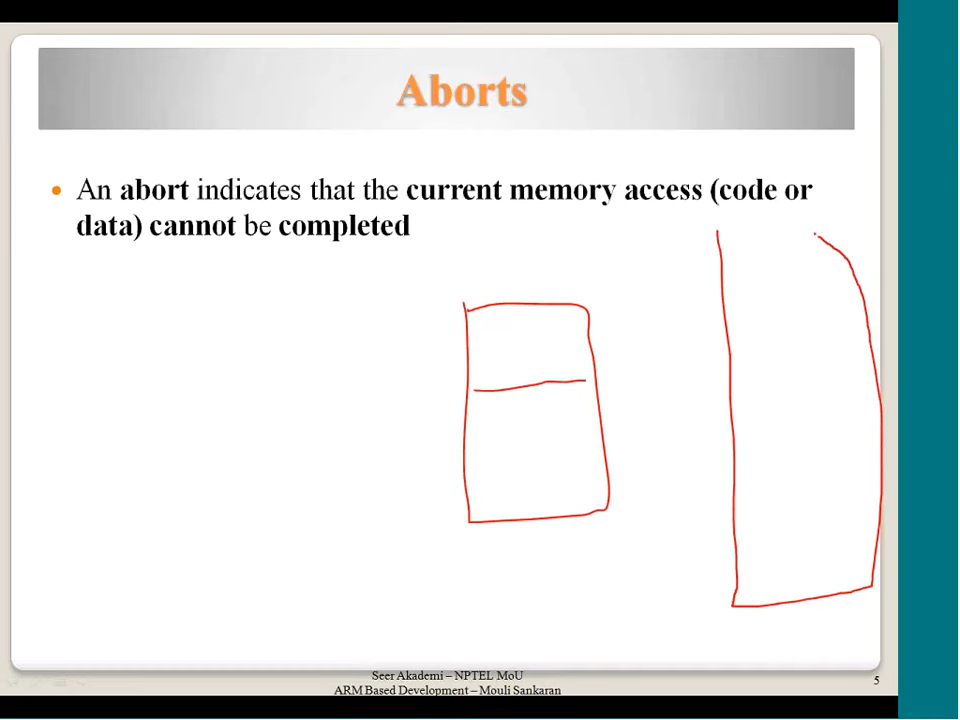 Aborts
An abort indicates that the current memory access (code or
data) cannot be completed
Seer Akademi – NPTEL MoU
ARM Based Development – Mouli Sankaran
5